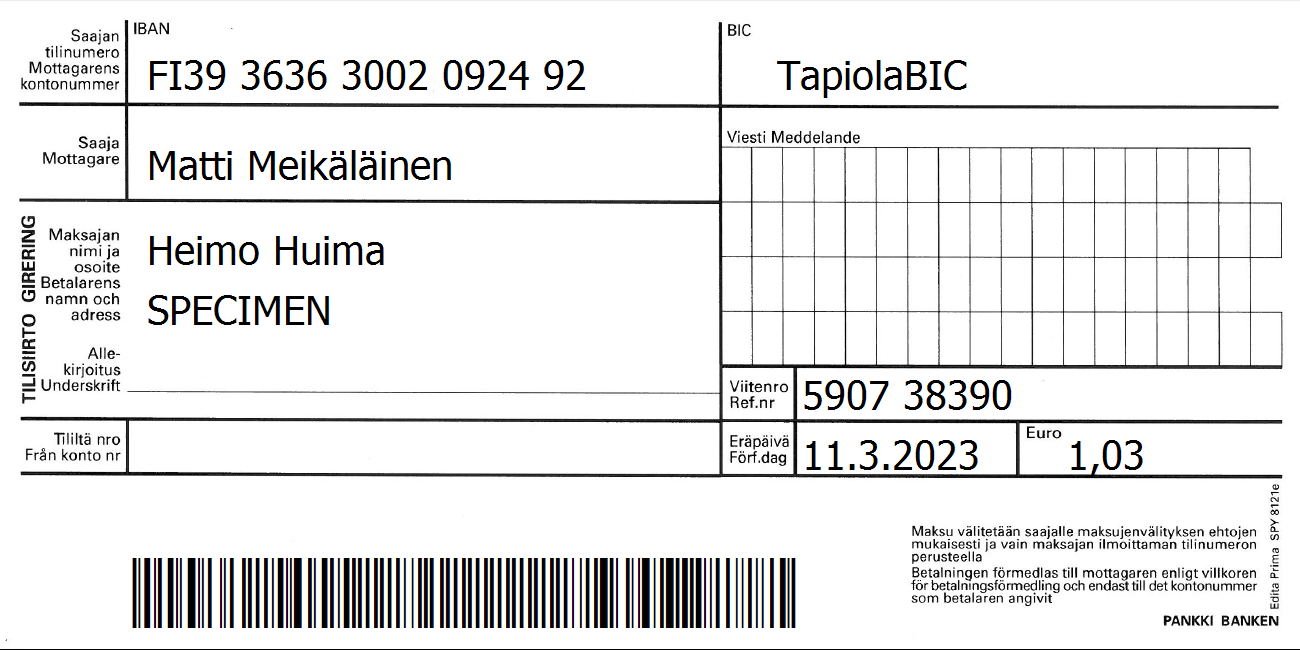 Saajan
tilinumero
Mottagarens
kontonummer
IBAN
FI39 3636 3002 0924 92
BIC
TapiolaBIC
Saaja
Mottagare
Matti Meikäläinen
Viesti Meddelande
TILISIIRTO GIRERING
Maksajan
nimi ja
osoite
Betalarens
namn och
adress
Heimo Huima
SPECIMEN
Alle-
kirjoitus
Underskrift
Viitenro
Ref.nr
5907 38390
Tililtä nro
Från konto nr
Eräpäivä
Förf.dag
11.3.2023
Euro
1,03
Maksu välitetään saajalle maksujenvälityksen ehtojen
mukaisesti ja vain maksajan ilmoittaman tilinumeron
perusteella
Betalningen förmedlas till mottagaren enligt villkoren
för betalningsförmedling och endast till det kontonummer
som betalaren angivit
PANKKI BANKEN
Edita Prima SPY 8121e